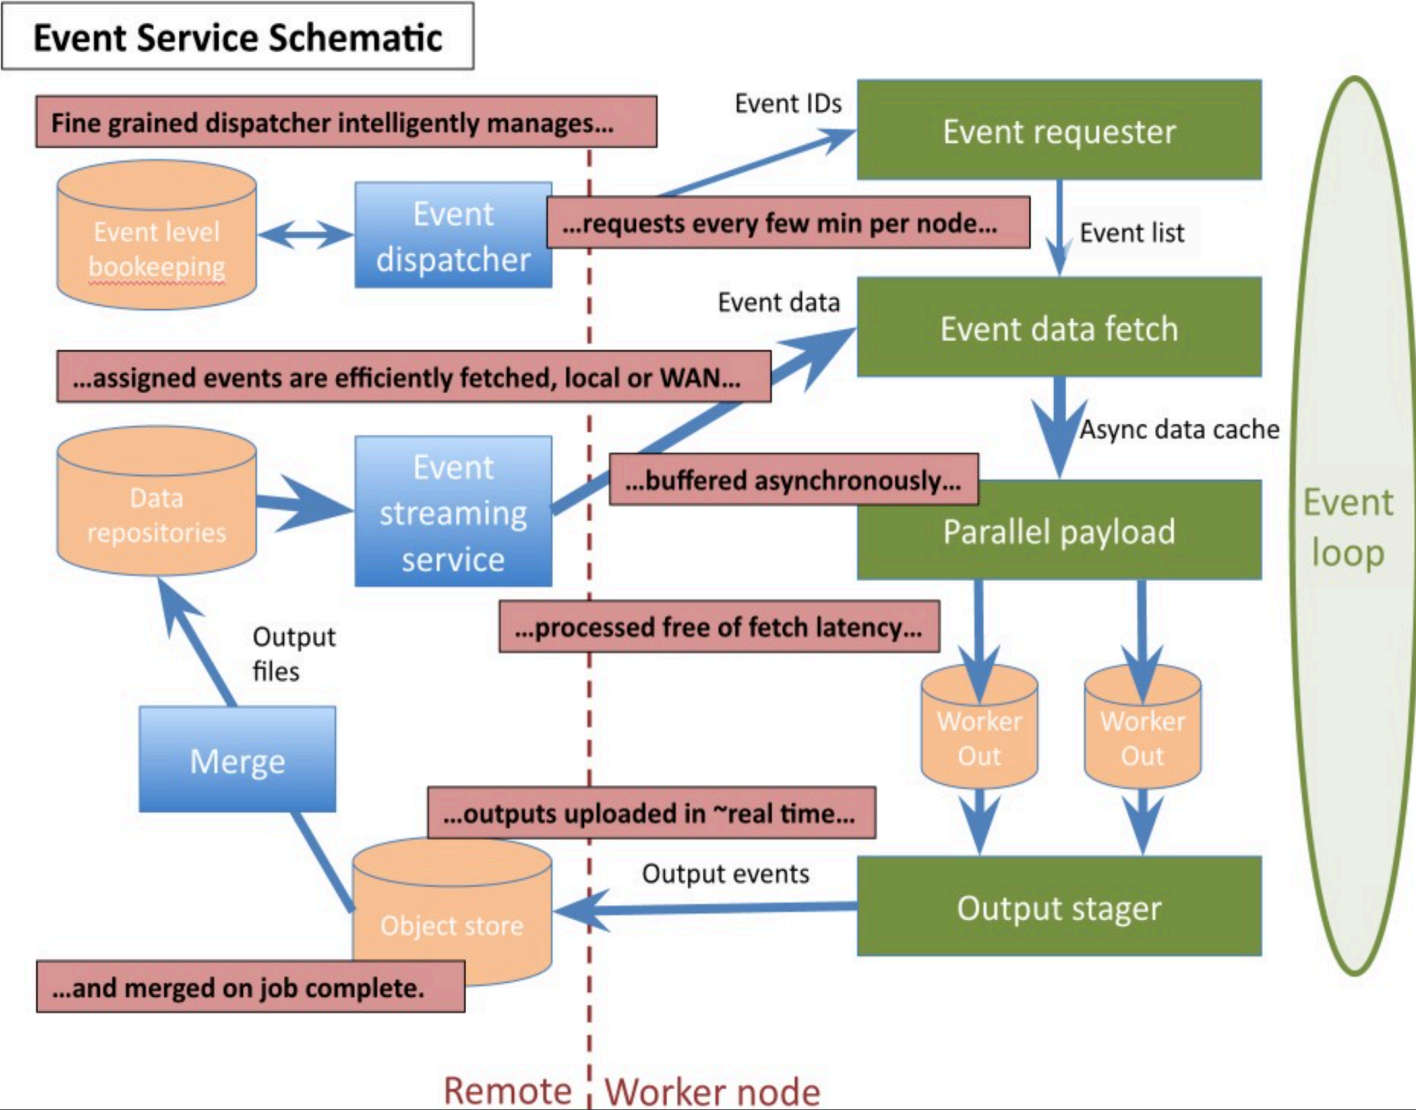 Event Service Schematic
Fine grained dispatcher intelligently manages...
Event IDs
Event requester
Event level
bookeeping
Event
dispatcher
...requests every few min per node...
Event list
Event data
Event data fetch
...assigned events are efficiently fetched, local or WAN...
Async data cache
Data
repositories
Event
streaming
service
...buffered asynchronously...
Parallel payload
Event
loop
...processed free of fetch latency...
Output
files
Worker
Out
Worker
Out
Merge
...outputs uploaded in ~real time...
Output events
Object store
Output stager
...and merged on job complete.
Remote
Worker node